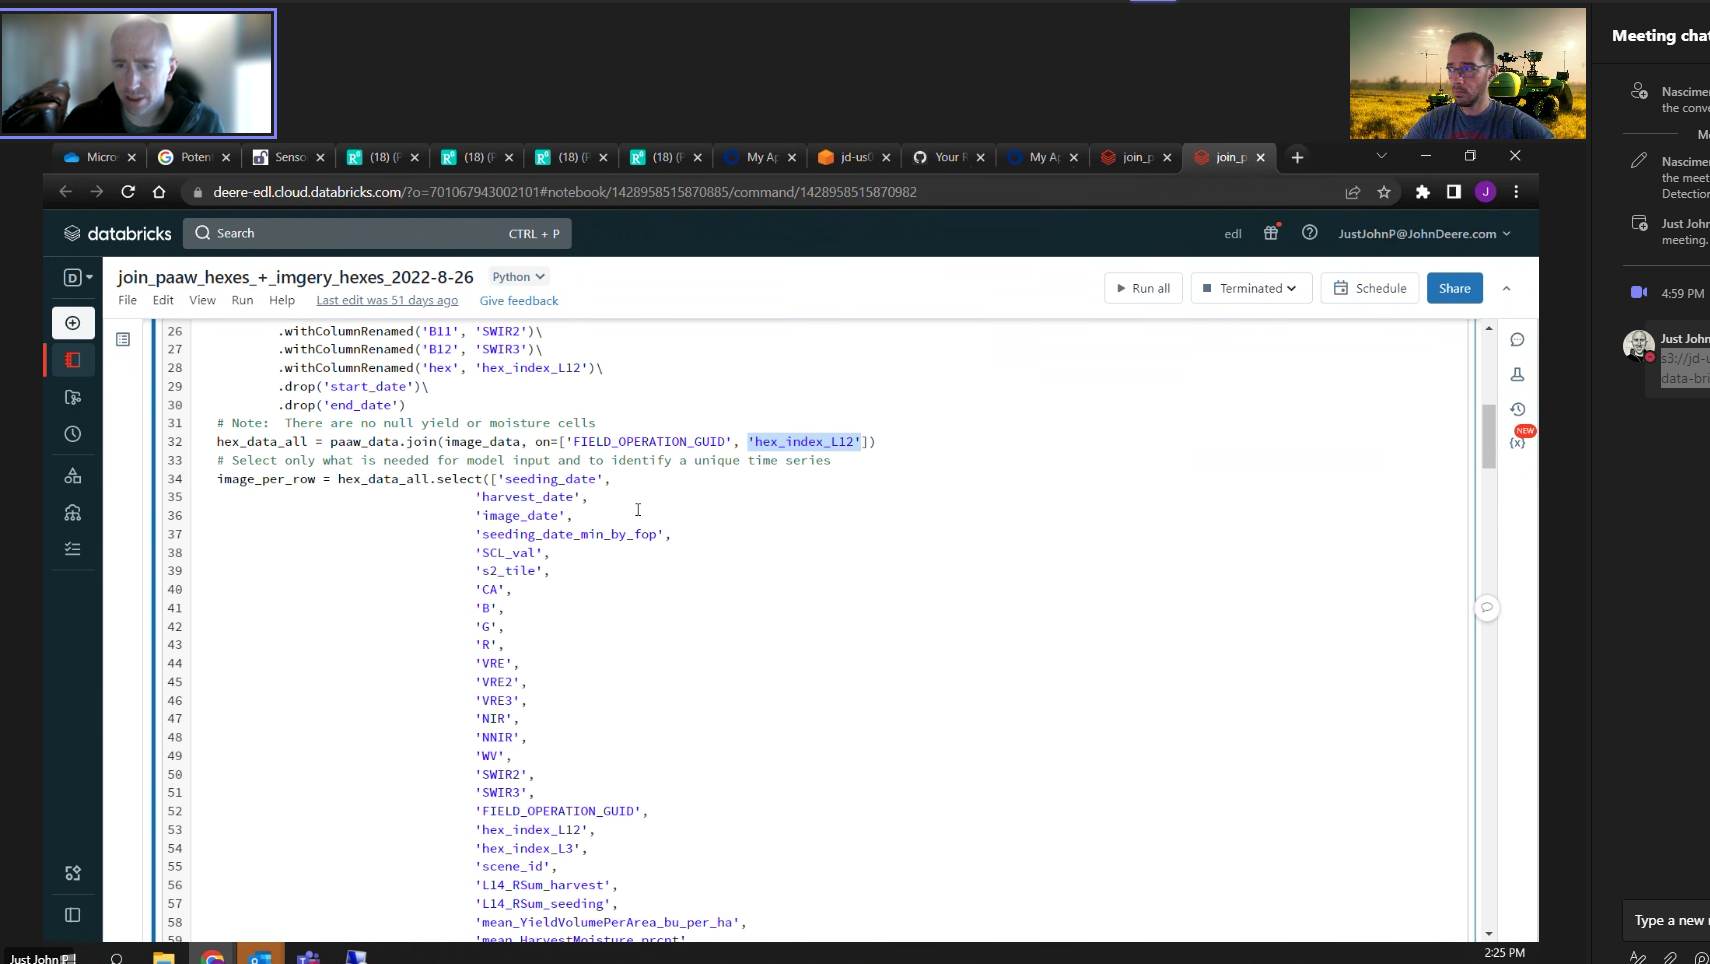 Meeting cha
Nascime
the conve
M
Nascime
the meet
Detection
Just John
meeting.
4:59 PM
Just John
s3://jd-u
data-bri
Type a new
Micro
Poten
Senso
(18) (F
(18) (F
(18) (F
(18) (F
My Ap
jd-us0
Your R
My Ap
join_p
join_p
deere-edl.cloud.databricks.com/?o=701067943002101#notebook/1428958515870885/command/1428958515870982
J
databricks
Search
CTRL + P
edl
JustJohnP@JohnDeere.com
D
join_paaw_hexes_+_imgery_hexes_2022-8-26
Python
File Edit View Run Help Last edit was 51 days ago Give feedback
Run all
Terminated
Schedule
Share
NEW
26 .withColumnRenamed('B11', 'SWIR2')\
27 .withColumnRenamed('B12', 'SWIR3')\
28 .withColumnRenamed('hex', 'hex_index_L12')\
29 .drop('start_date')\
30 .drop('end_date')
31 # Note:  There are no null yield or moisture cells
32 hex_data_all = paaw_data.join(image_data, on=['FIELD_OPERATION_GUID', 'hex_index_L12'])
33 # Select only what is needed for model input and to identify a unique time series
34 image_per_row = hex_data_all.select(['seeding_date',
35 'harvest_date',
36 'image_date',
37 'seeding_date_min_by_fop',
38 'SCL_val',
39 's2_tile',
40 'CA',
41 'B',
42 'G',
43 'R',
44 'VRE',
45 'VRE2',
46 'VRE3',
47 'NIR',
48 'NNIR',
49 'WV',
50 'SWIR2',
51 'SWIR3',
52 'FIELD_OPERATION_GUID',
53 'hex_index_L12',
54 'hex_index_L3',
55 'scene_id',
56 'L14_RSum_harvest',
57 'L14_RSum_seeding',
58 'mean_YieldVolumePerArea_bu_per_ha',
59 'mean_HarvestMoisture_prcnt'
Just John P
2:25 PM